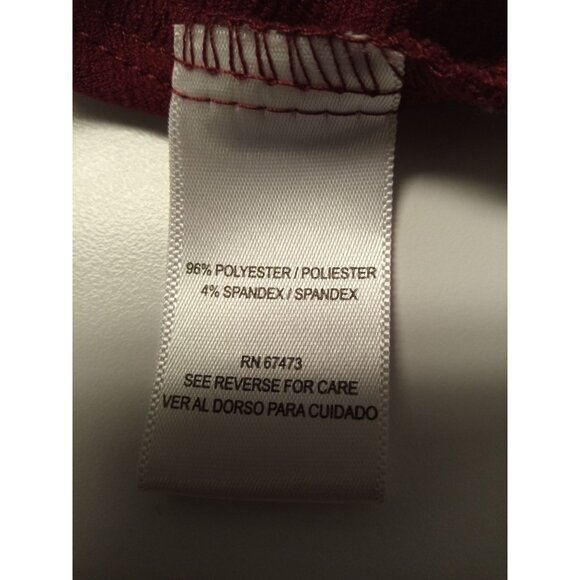 96% POLYESTER / POLIESTER
4% SPANDEX / SPANDEX
RN 67473
SEE REVERSE FOR CARE
VER AL DORSO PARA CUIDADO